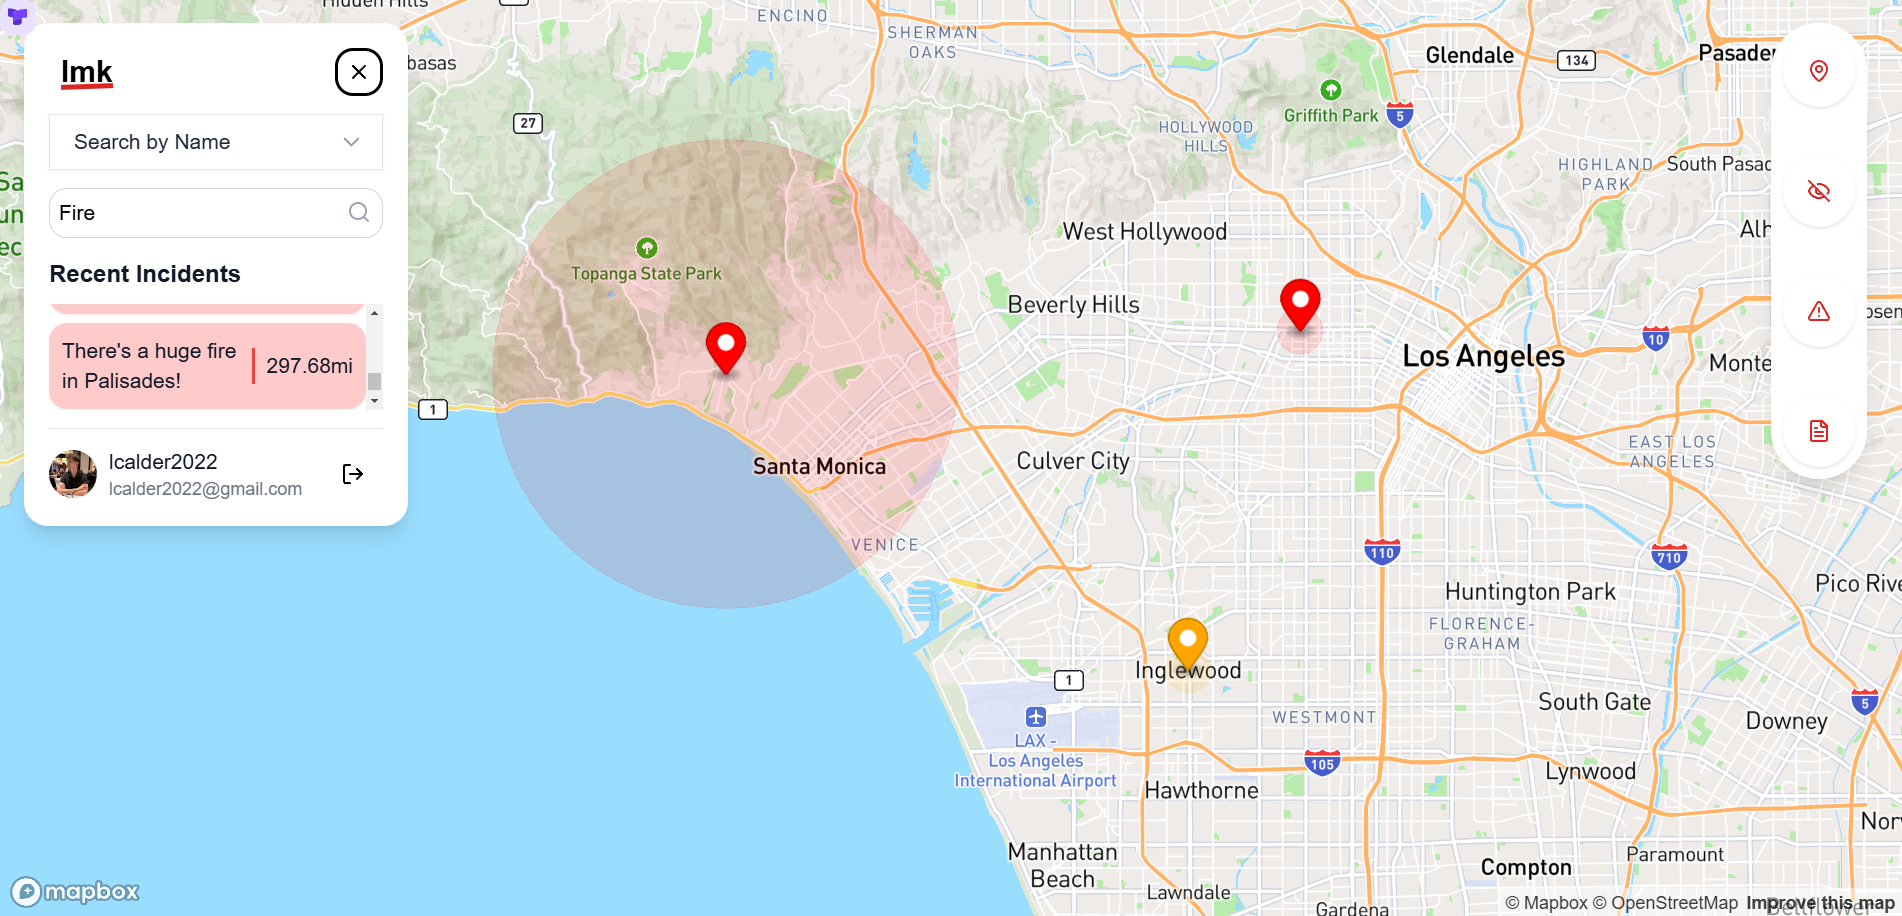 lmk
Search by Name
Fire
Recent Incidents
There's a huge fire
in Palisades!
297.68mi
lcalder2022
lcalder2022@gmail.com
Hidden Hills
ENCINO
SHERMAN
OAKS
Glendale
134
27
Griffith Park
5
HOLLYWOOD
HILLS
HIGHLAND
PARK
South Pasad
Topanga State Park
West Hollywood
Alh
Beverly Hills
Los Angeles
10
Monte
1
Santa Monica
Culver City
EAST LOS
ANGELES
VENICE
110
710
Huntington Park
Pico Rive
FLORENCE-
GRAHAM
Inglewood
1
South Gate
5
WESTMONT
Downey
LAX -
Los Angeles
International Airport
105
Lynwood
Hawthorne
Nor
Manhattan
Beach
Compton
Paramount
Lawndale
Gardena
mapbox
© Mapbox © OpenStreetMap Improve this map